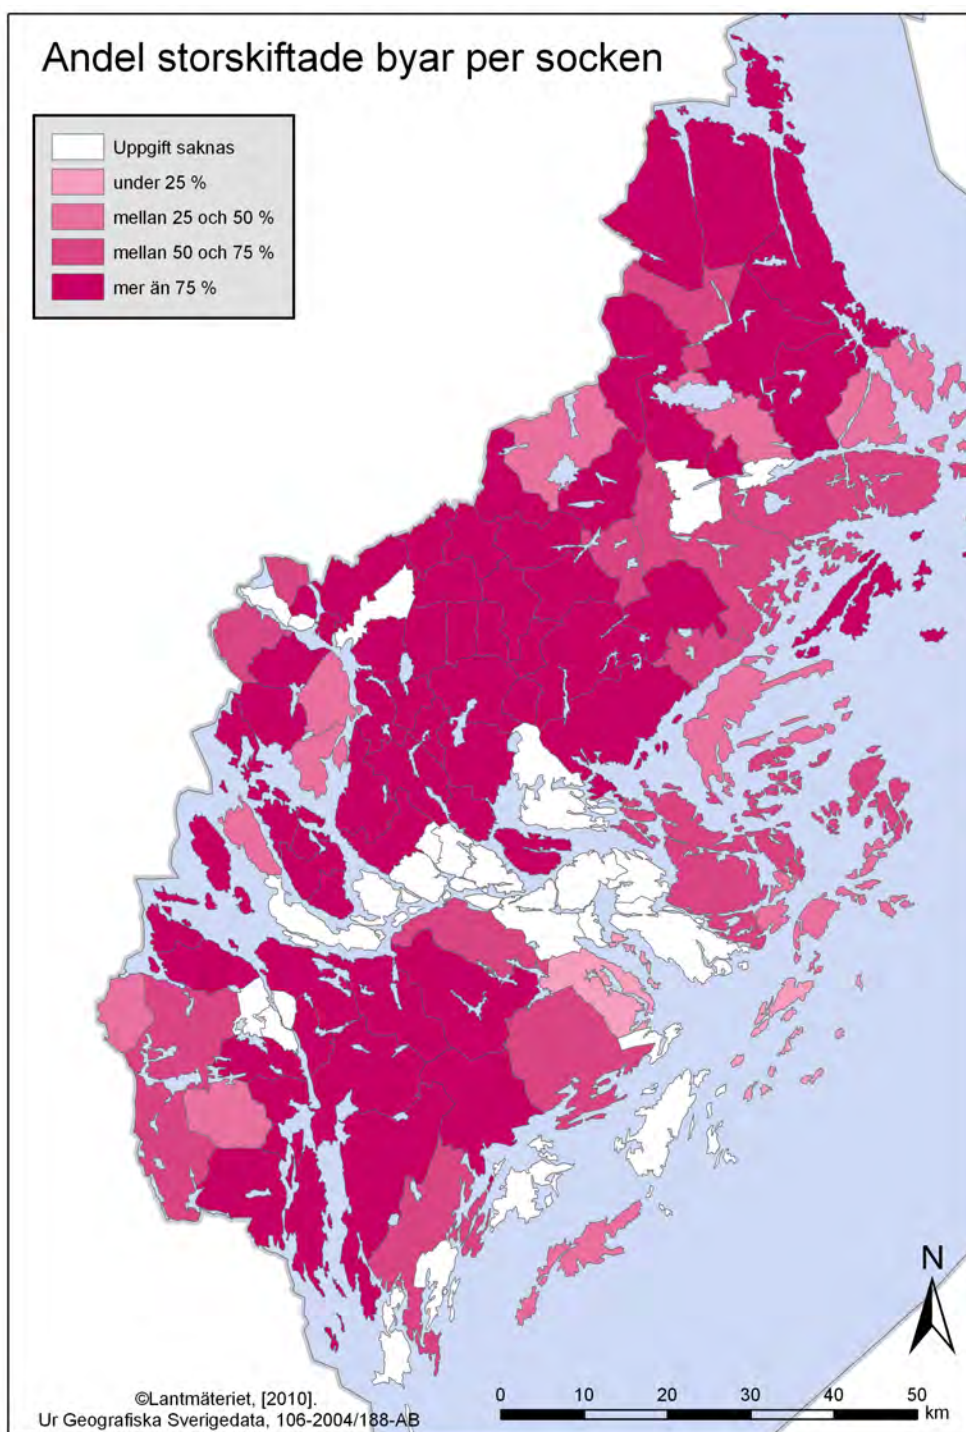 Andel storskiftade byar per socken
Uppgift saknas
under 25 %
mellan 25 och 50 %
mellan 50 och 75 %
mer än 75 %
N
©Lantmäteriet, [2010].
Ur Geografiska Sverigedata, 106-2004/188-AB
0 10 20 30 40 50
km